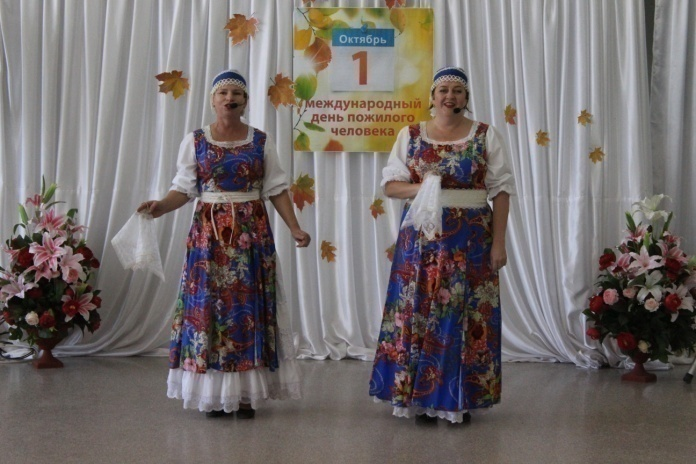 Октябрь
1
международный
день пожилого
человека